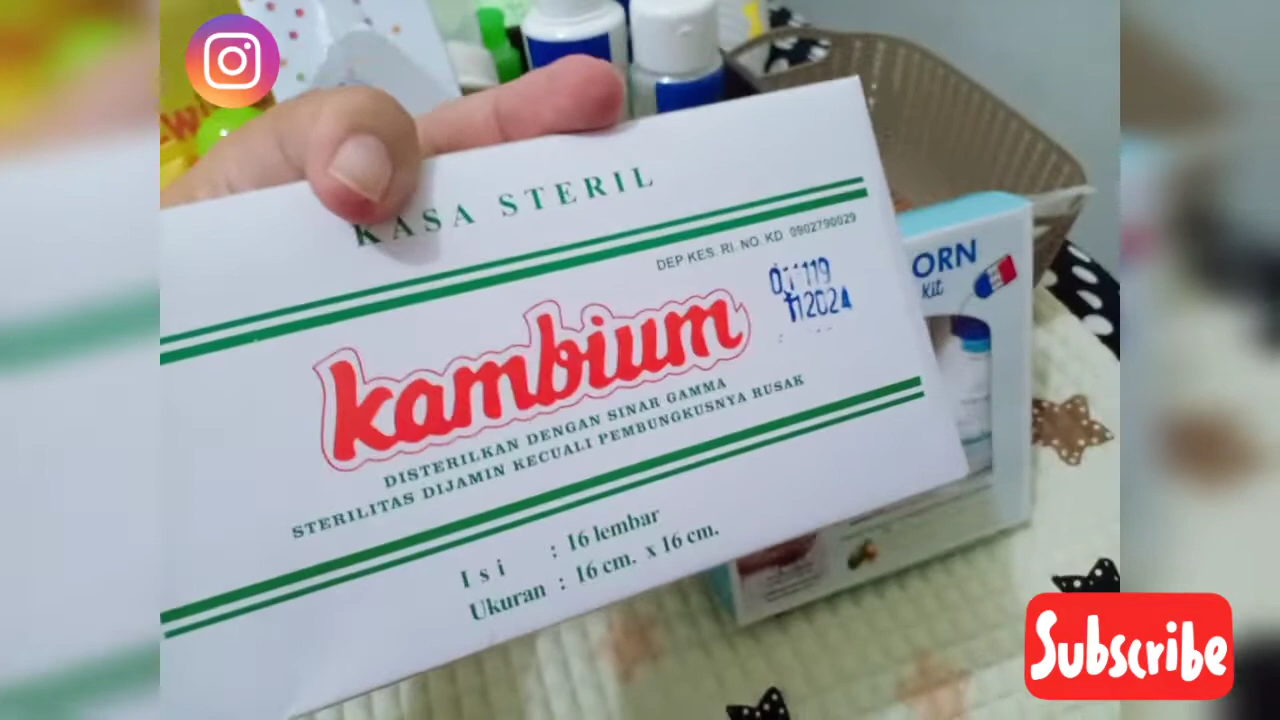 KASA STERIL
DEP KES. RI. NO. KD 0902790029
112024
kambium
DISTERILKAN DENGAN SINAR GAMMA
STERILITAS DIJAMIN KECUALI PEMBUNGKUSNYA RUSAK
Isi : 16 lembar
Ukuran : 16 cm. x 16 cm.
ORN
Kit
Subscribe